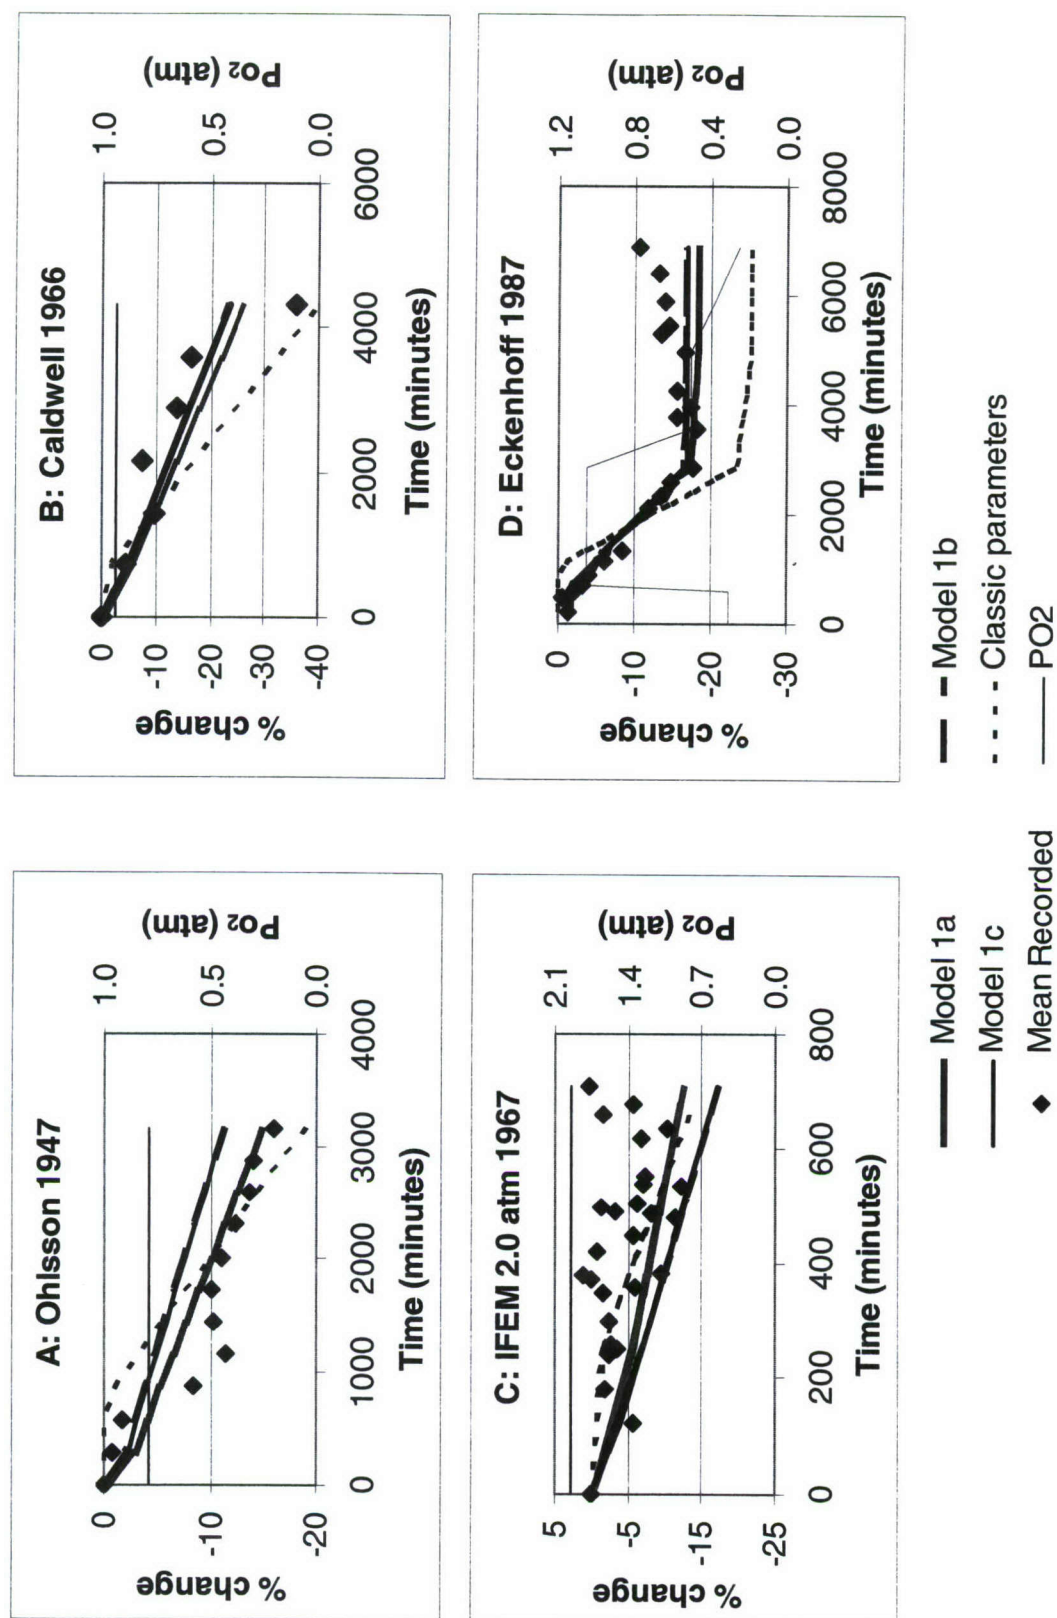 A: Ohlsson 1947
% change
0
-10
-20
0
1000
2000
3000
4000
Time (minutes)
1.0
0.5
0.0
Po2 (atm)
B: Caldwell 1966
% change
0
-10
-20
-30
-40
0
2000
4000
6000
Time (minutes)
1.0
0.5
0.0
Po2 (atm)
C: IFEM 2.0 atm 1967
% change
5
-5
-15
-25
0
200
400
600
800
Time (minutes)
2.1
1.4
0.7
0.0
Po2 (atm)
D: Eckenhoff 1987
% change
0
-10
-20
-30
0
2000
4000
6000
8000
Time (minutes)
1.2
0.8
0.4
0.0
Po2 (atm)
Model 1a
Model 1b
Model 1c
Classic parameters
Mean Recorded
PO2